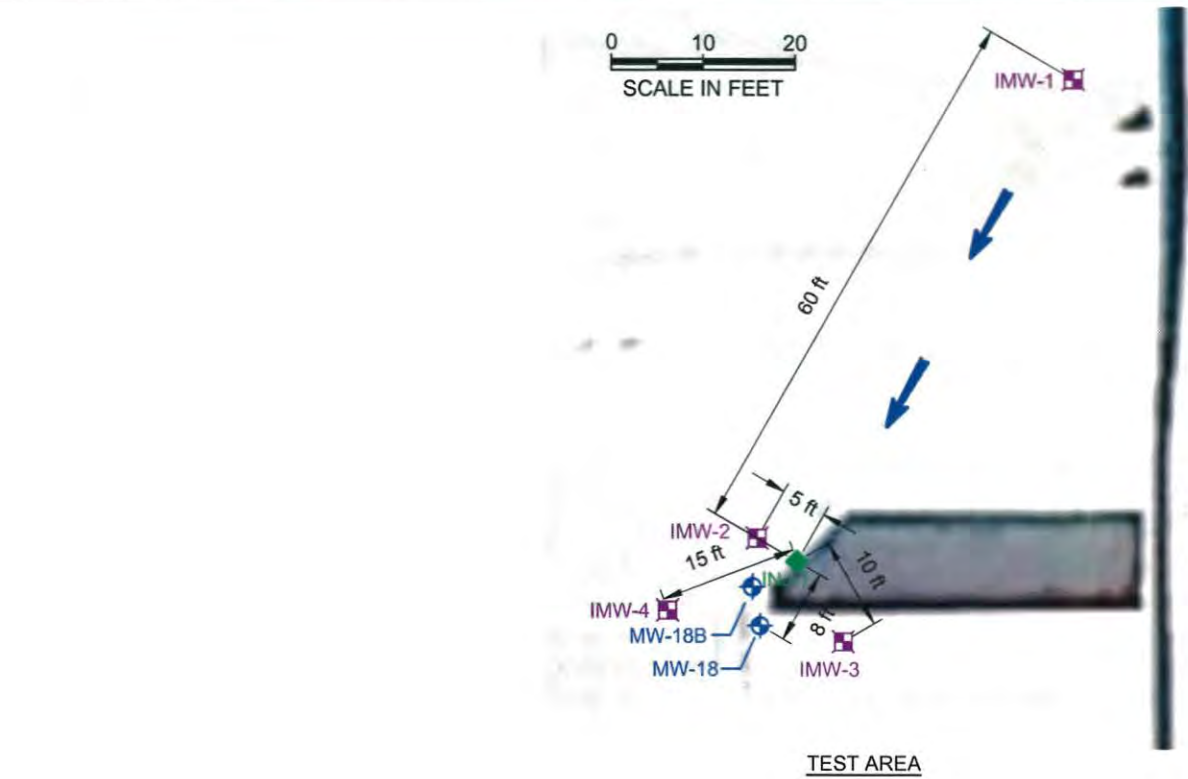 0 10 20
SCALE IN FEET
IMW-1
60 ft
5 ft
IMW-2
15 ft
10 ft
IMW-4
8 ft
MW-18B
MW-18
IMW-3
TEST AREA